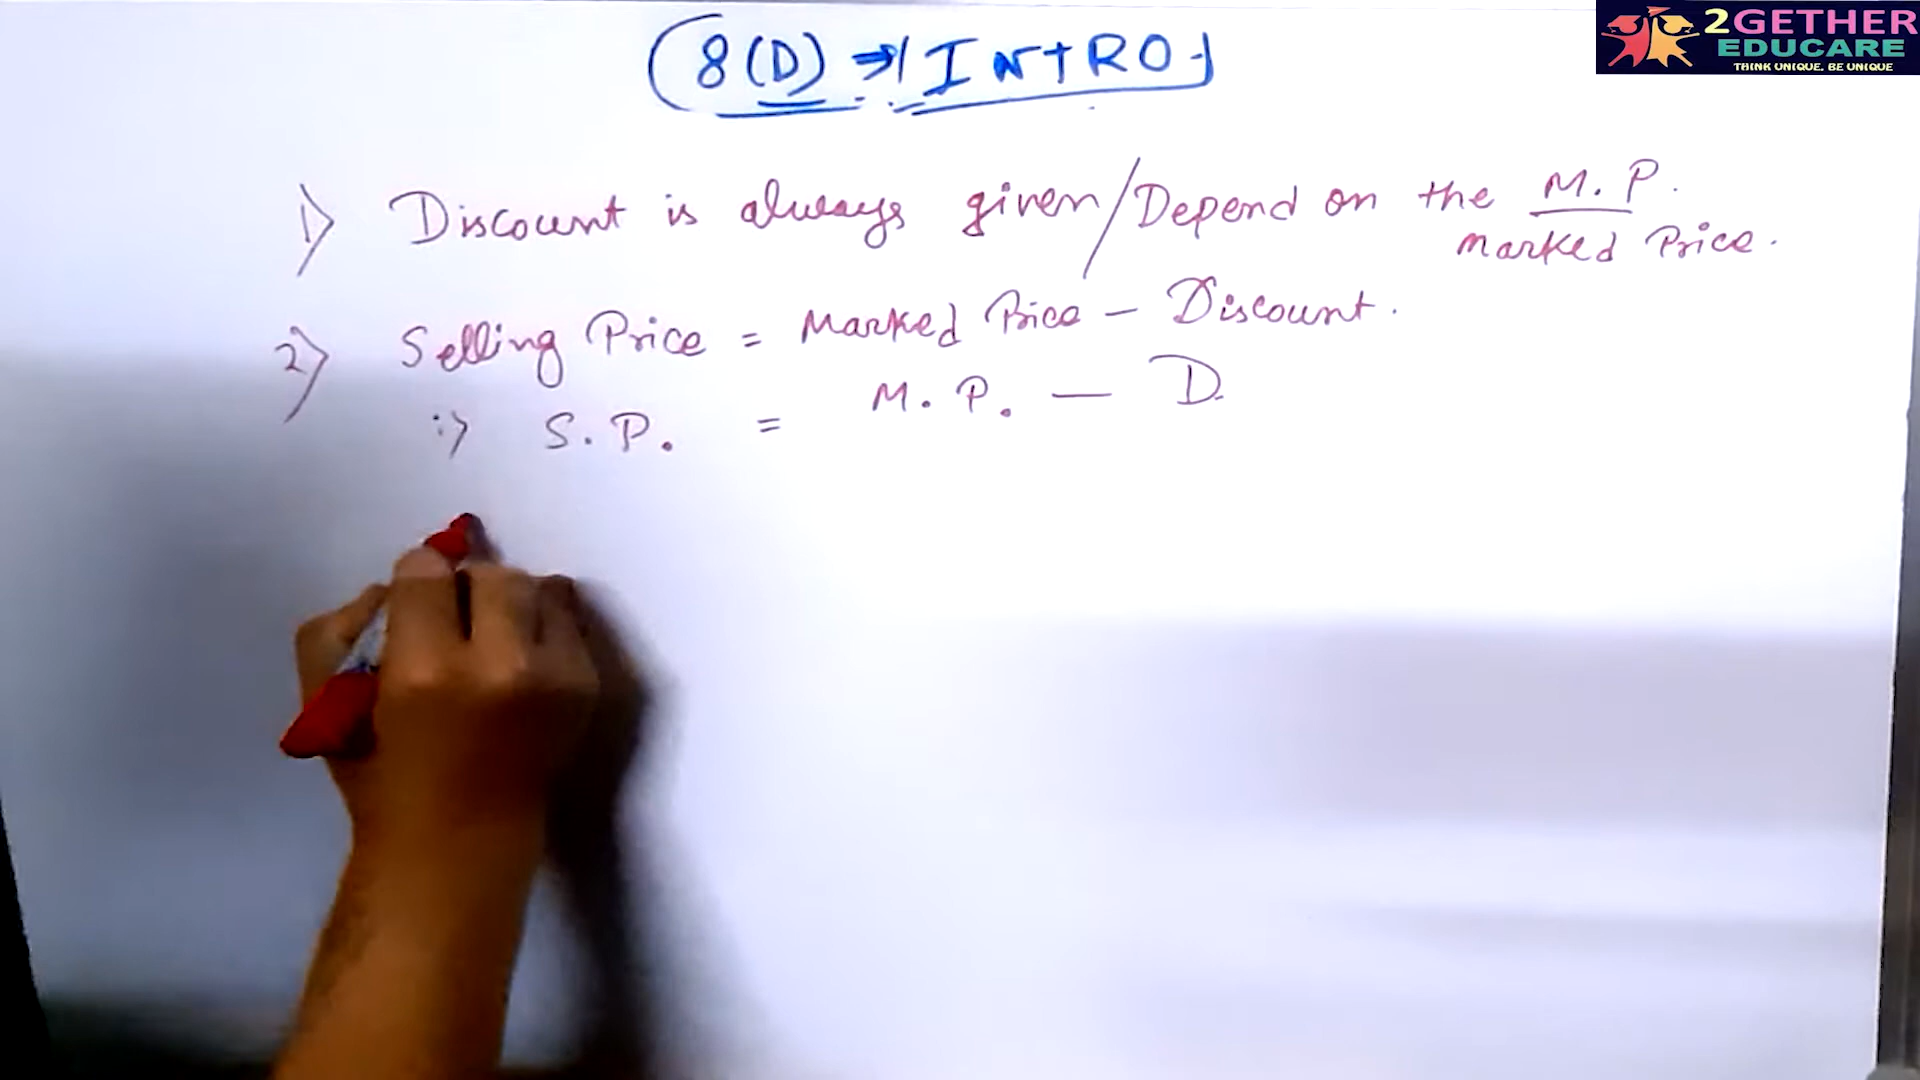 8(D) ⇒ INTRO
2GETHER
EDUCARE
THINK UNIQUE. BE UNIQUE
1) Discount is always given/Depend on the M.P.
Marked Price.
2) Selling Price = Marked Price - Discount.
:) S.P. = M.P. - D.